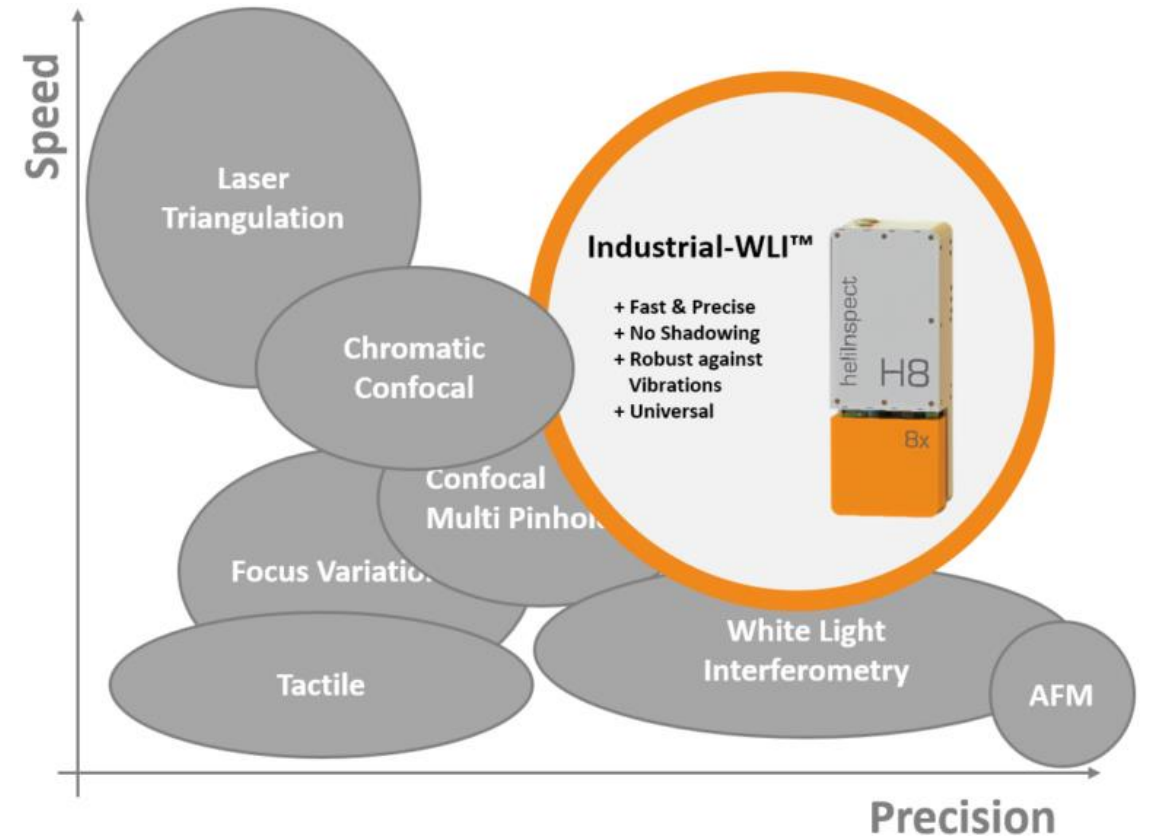 Speed
Laser
Triangulation
Industrial-WLI™
+ Fast & Precise
+ No Shadowing
+ Robust against
Vibrations
+ Universal
heliInspect
H8
8x
Chromatic
Confocal
Confocal
Multi Pinhol
Focus Variatio
White Light
Interferometry
Tactile
AFM
Precision